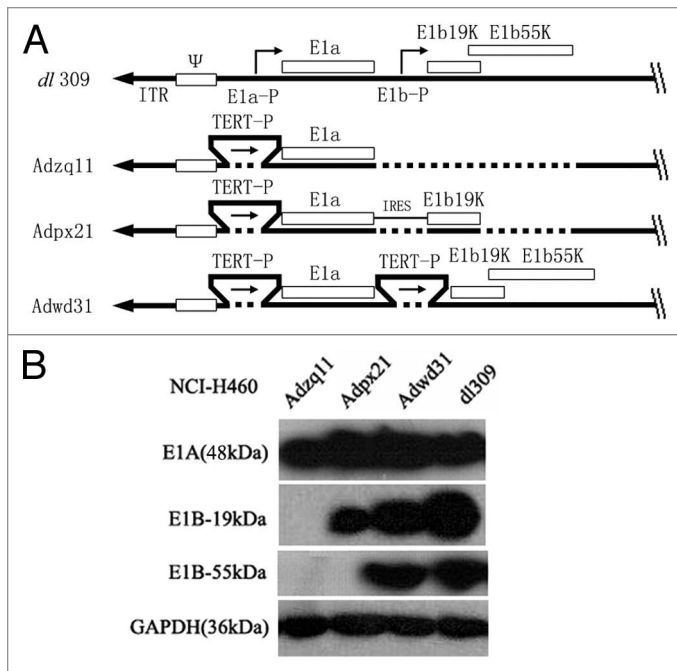 A
E1b19K E1b55K
E1a
Ψ
dl 309
ITR
E1a-P
E1b-P
TERT-P
E1a
Adzq11
TERT-P
E1a
IRES
E1b19K
Adpx21
TERT-P
E1a
TERT-P
E1b19K
E1b55K
Adwd31
B
NCI-H460
Adzq11
Adpx21
Adwd31
dl309
E1A(48kDa)
E1B-19kDa
E1B-55kDa
GAPDH(36kDa)